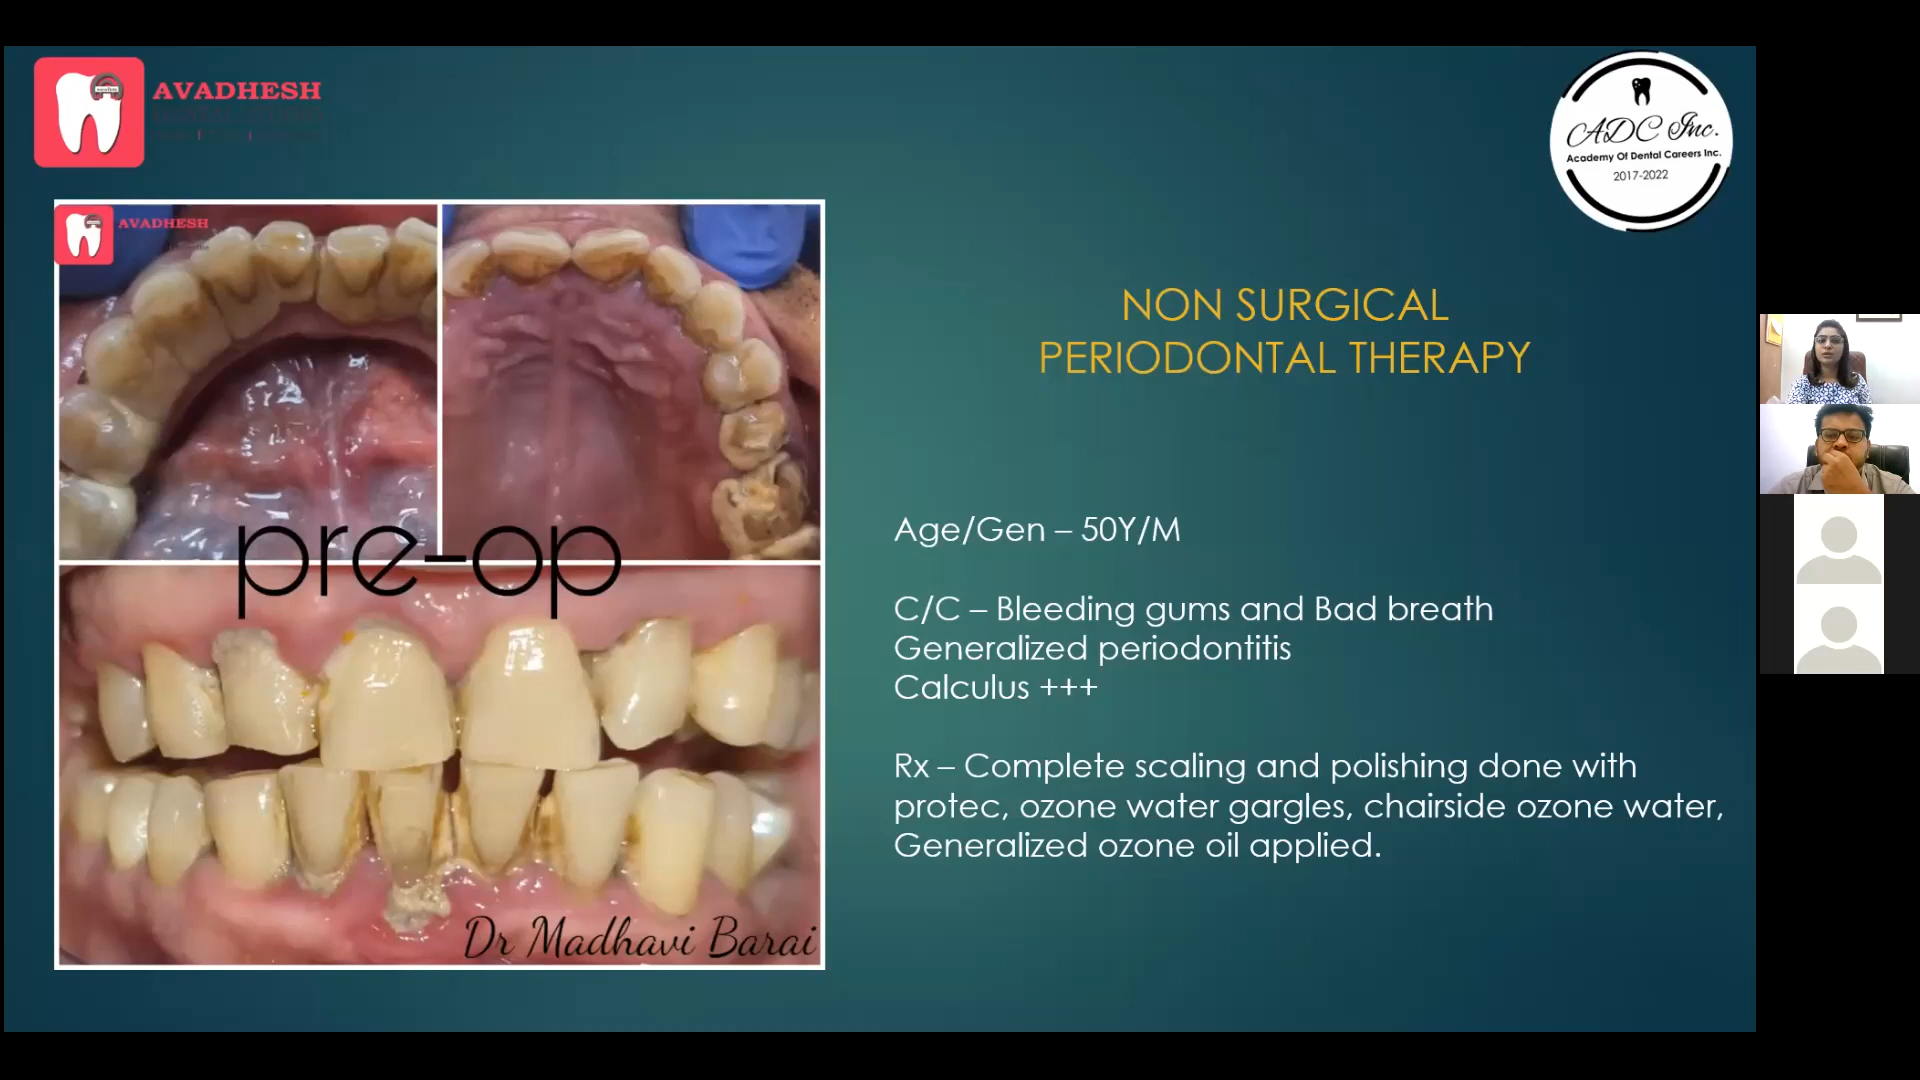 AVADHESH
ADC Inc.
Academy Of Dental Careers Inc.
2017-2022
AVADHESH
pre-op
Dr Madhavi Barai
NON SURGICAL
PERIODONTAL THERAPY
Age/Gen – 50Y/M
C/C – Bleeding gums and Bad breath
Generalized periodontitis
Calculus +++
Rx – Complete scaling and polishing done with
protec, ozone water gargles, chairside ozone water,
Generalized ozone oil applied.